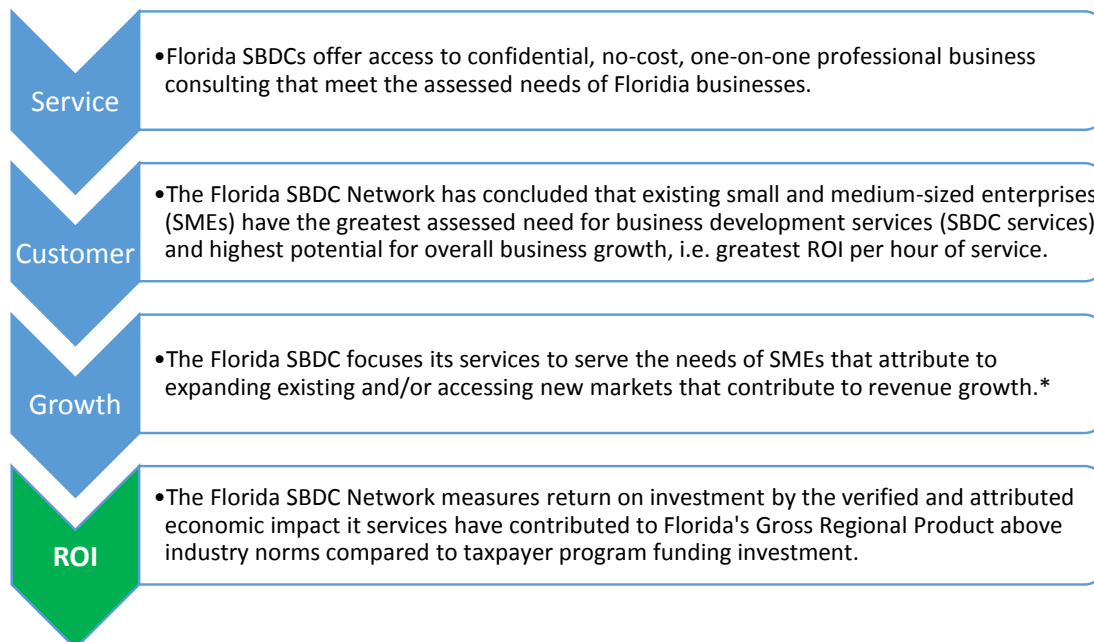 Service
•Florida SBDCs offer access to confidential, no-cost, one-on-one professional business
consulting that meet the assessed needs of Floridia businesses.
Customer
•The Florida SBDC Network has concluded that existing small and medium-sized enterprises
(SMEs) have the greatest assessed need for business development services (SBDC services)
and highest potential for overall business growth, i.e. greatest ROI per hour of service.
Growth
•The Florida SBDC focuses its services to serve the needs of SMEs that attribute to
expanding existing and/or accessing new markets that contribute to revenue growth.*
ROI
•The Florida SBDC Network measures return on investment by the verified and attributed
economic impact it services have contributed to Florida's Gross Regional Product above
industry norms compared to taxpayer program funding investment.